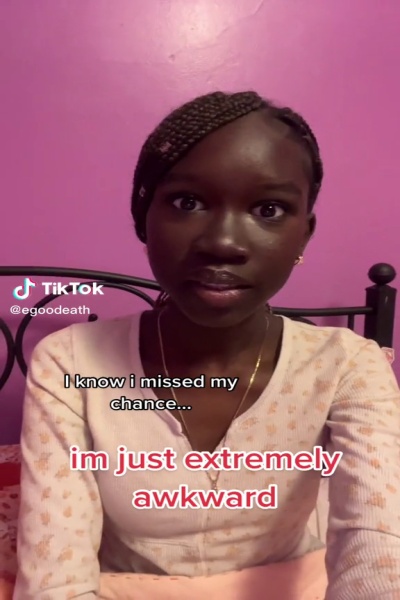 TikTok
@egoodeath
I know i missed my
chance...
im just extremely
awkward